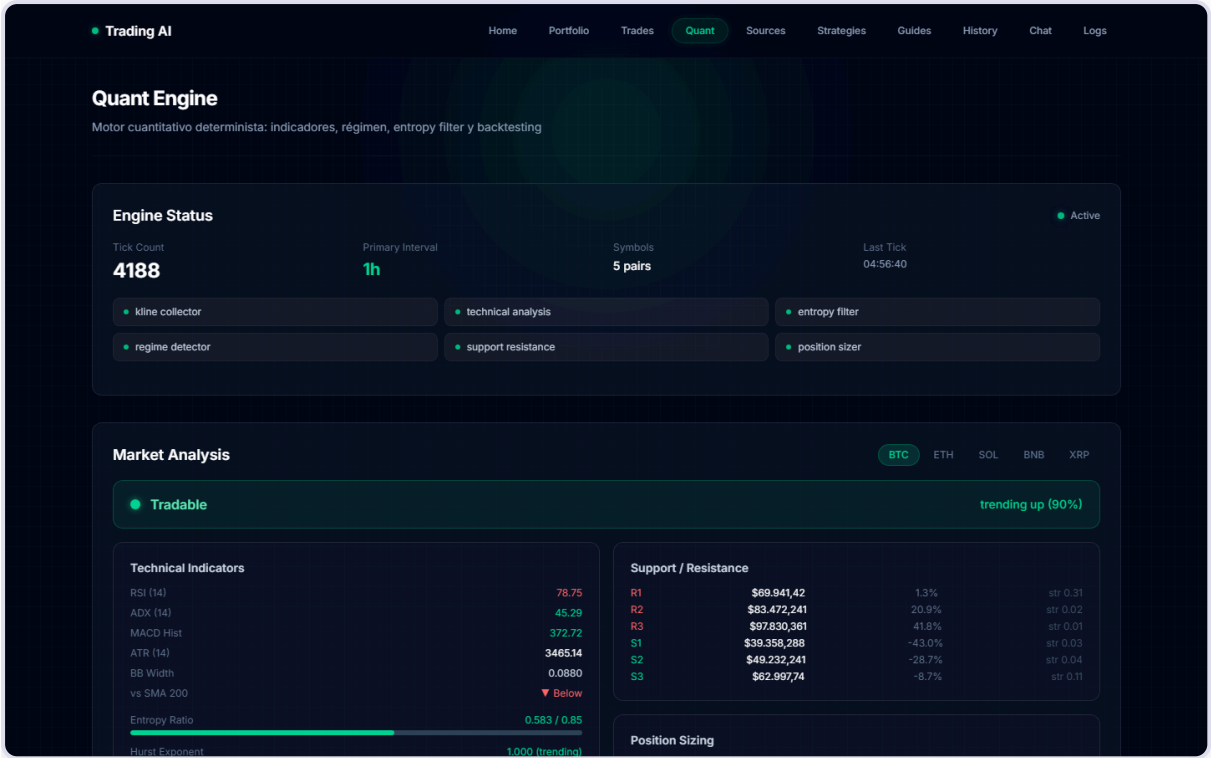 Trading AI
Home Portfolio Trades Quant Sources Strategies Guides History Chat Logs
Quant Engine
Motor cuantitativo determinista: indicadores, régimen, entropy filter y backtesting
Engine Status
Active
Tick Count Primary Interval Symbols Last Tick
4188 1h 5 pairs 04:56:40
kline collector technical analysis entropy filter
regime detector support resistance position sizer
Market Analysis
BTC ETH SOL BNB XRP
Tradable
trending up (90%)
Technical Indicators
RSI (14) 78.75
ADX (14) 45.29
MACD Hist 372.72
ATR (14) 3465.14
BB Width 0.0880
vs SMA 200 ▼ Below
Entropy Ratio 0.583 / 0.85
Hurst Exponent 1.000 (trending)
Support / Resistance
R1 $69.941,42 1.3% str 0.31
R2 $83.472,241 20.9% str 0.02
R3 $97.830,361 41.8% str 0.01
S1 $39.358,288 -43.0% str 0.03
S2 $49.232,241 -28.7% str 0.04
S3 $62.997,74 -8.7% str 0.11
Position Sizing